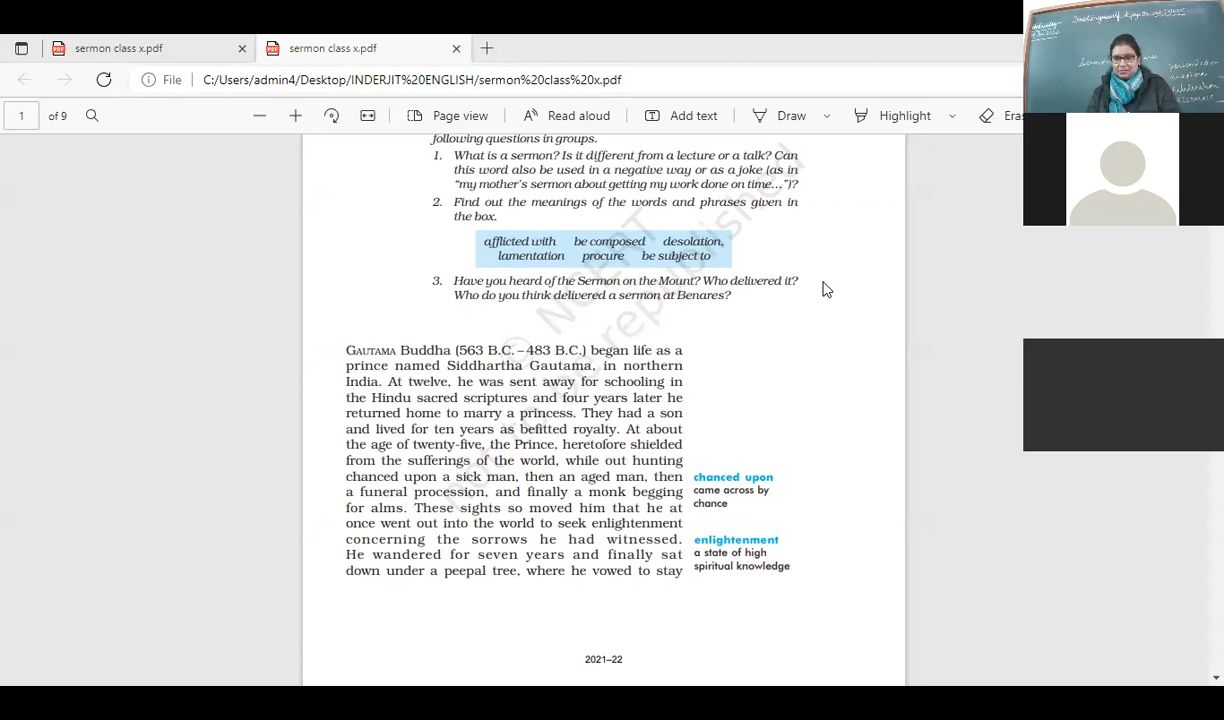 sermon class x.pdf
sermon class x.pdf
File C:/Users/admin4/Desktop/INDERJIT%20ENGLISH/sermon%20class%20x.pdf
1 of 9 Page view Read aloud Add text Draw Highlight Eras
following questions in groups.
1. What is a sermon? Is it different from a lecture or a talk? Can
this word also be used in a negative way or as a joke (as in
“my mother’s sermon about getting my work done on time…”)?
2. Find out the meanings of the words and phrases given in
the box.
afflicted with be composed desolation,
lamentation procure be subject to
3. Have you heard of the Sermon on the Mount? Who delivered it?
Who do you think delivered a sermon at Benares?
GAUTAMA Buddha (563 B.C. – 483 B.C.) began life as a
prince named Siddhartha Gautama, in northern
India. At twelve, he was sent away for schooling in
the Hindu sacred scriptures and four years later he
returned home to marry a princess. They had a son
and lived for ten years as befitted royalty. At about
the age of twenty-five, the Prince, heretofore shielded
from the sufferings of the world, while out hunting
chanced upon a sick man, then an aged man, then
a funeral procession, and finally a monk begging
for alms. These sights so moved him that he at
once went out into the world to seek enlightenment
concerning the sorrows he had witnessed.
He wandered for seven years and finally sat
down under a peepal tree, where he vowed to stay
chanced upon
came across by
chance
enlightenment
a state of high
spiritual knowledge
© NCERT
not to be republished
2021–22